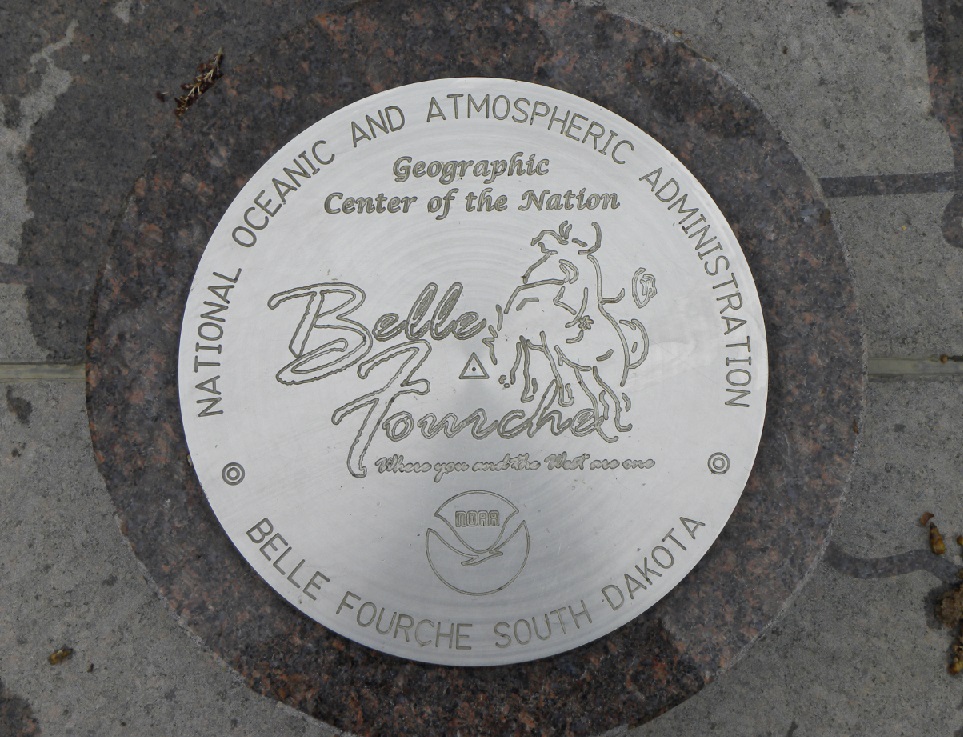 NATIONAL OCEANIC AND ATMOSPHERIC ADMINISTRATION
Geographic
Center of the Nation
Belle
Fourche
Where you and the West are one
NOAA
BELLE FOURCHE SOUTH DAKOTA